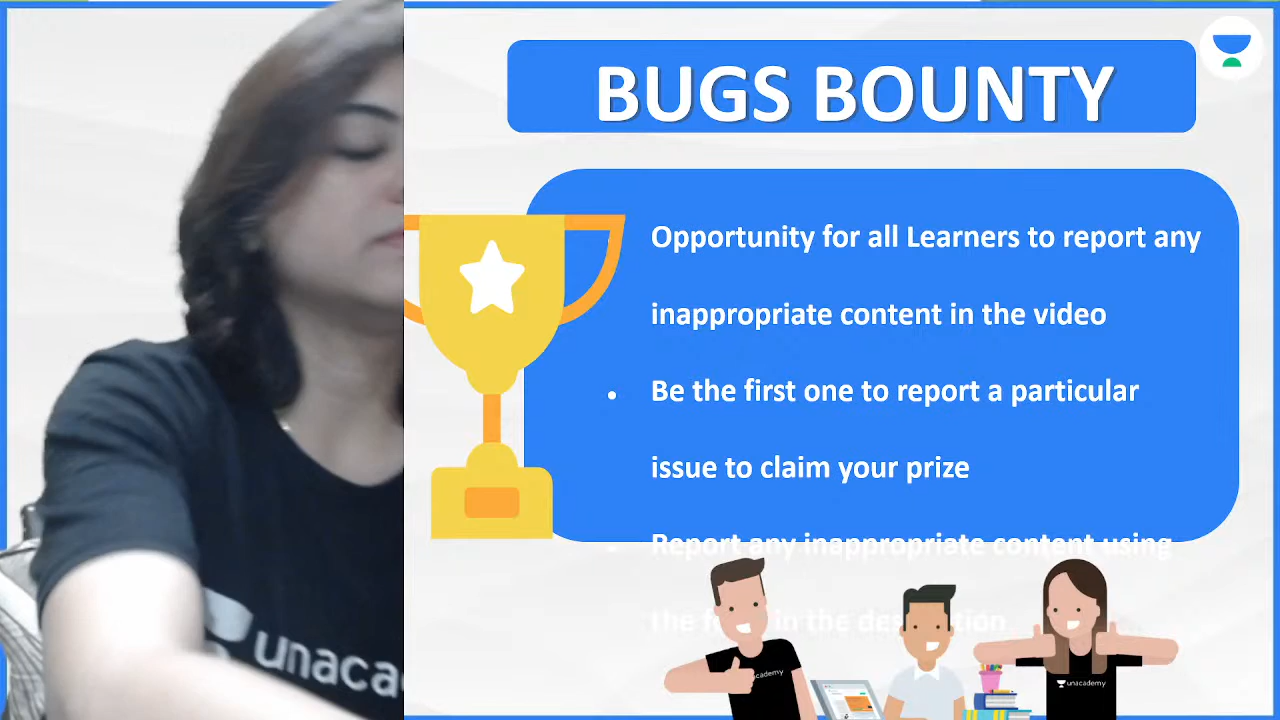 BUGS BOUNTY
Opportunity for all Learners to report any
inappropriate content in the video
• Be the first one to report a particular
issue to claim your prize
• Report any inappropriate content using
the in the
unacademy
unacademy